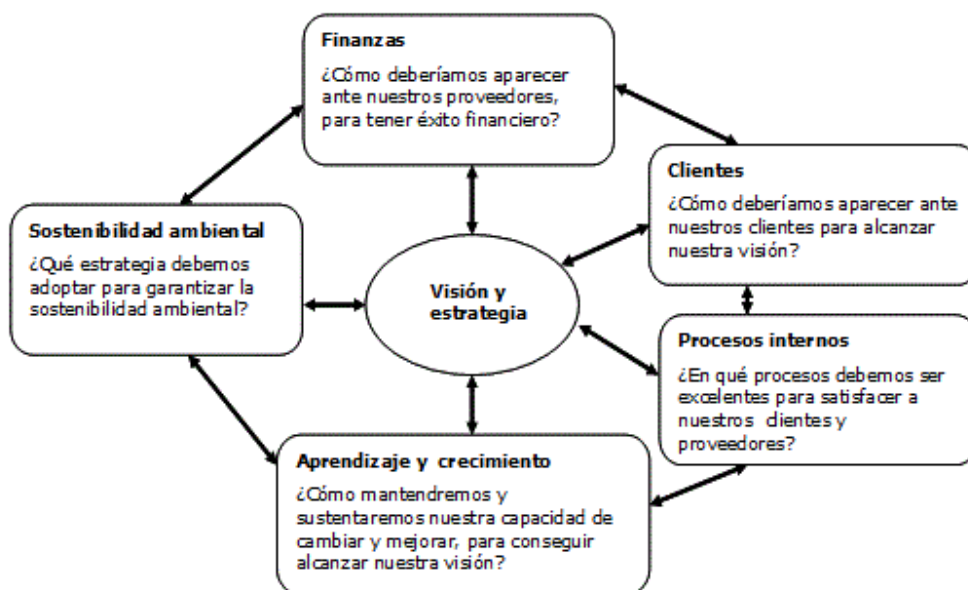 Finanzas
¿Cómo deberíamos aparecer
ante nuestros proveedores,
para tener éxito financiero?
Clientes
¿Cómo deberíamos aparecer ante
nuestros clientes para alcanzar
nuestra visión?
Sostenibilidad ambiental
¿Qué estrategia debemos
adoptar para garantizar la
sostenibilidad ambiental?
Visión y
estrategia
Procesos internos
¿En qué procesos debemos ser
excelentes para satisfacer a
nuestros clientes y
proveedores?
Aprendizaje y crecimiento
¿Cómo mantendremos y
sustentaremos nuestra capacidad de
cambiar y mejorar, para conseguir
alcanzar nuestra visión?